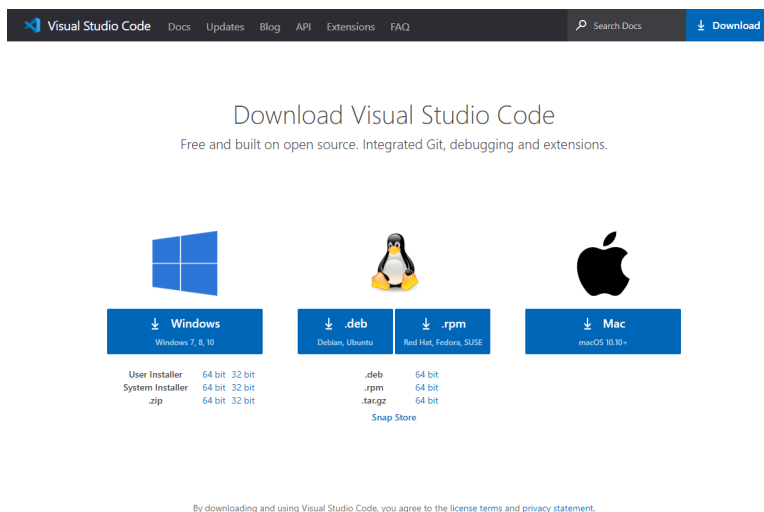 Visual Studio Code Docs Updates Blog API Extensions FAQ Search Docs Download
Download Visual Studio Code
Free and built on open source. Integrated Git, debugging and extensions.
Windows
Windows 7, 8, 10
.deb
Debian, Ubuntu
.rpm
Red Hat, Fedora, SUSE
Mac
macOS 10.10+
User Installer 64 bit 32 bit
System Installer 64 bit 32 bit
.zip 64 bit 32 bit
.deb 64 bit
.rpm 64 bit
.tar.gz 64 bit
Snap Store
By downloading and using Visual Studio Code, you agree to the license terms and privacy statement.